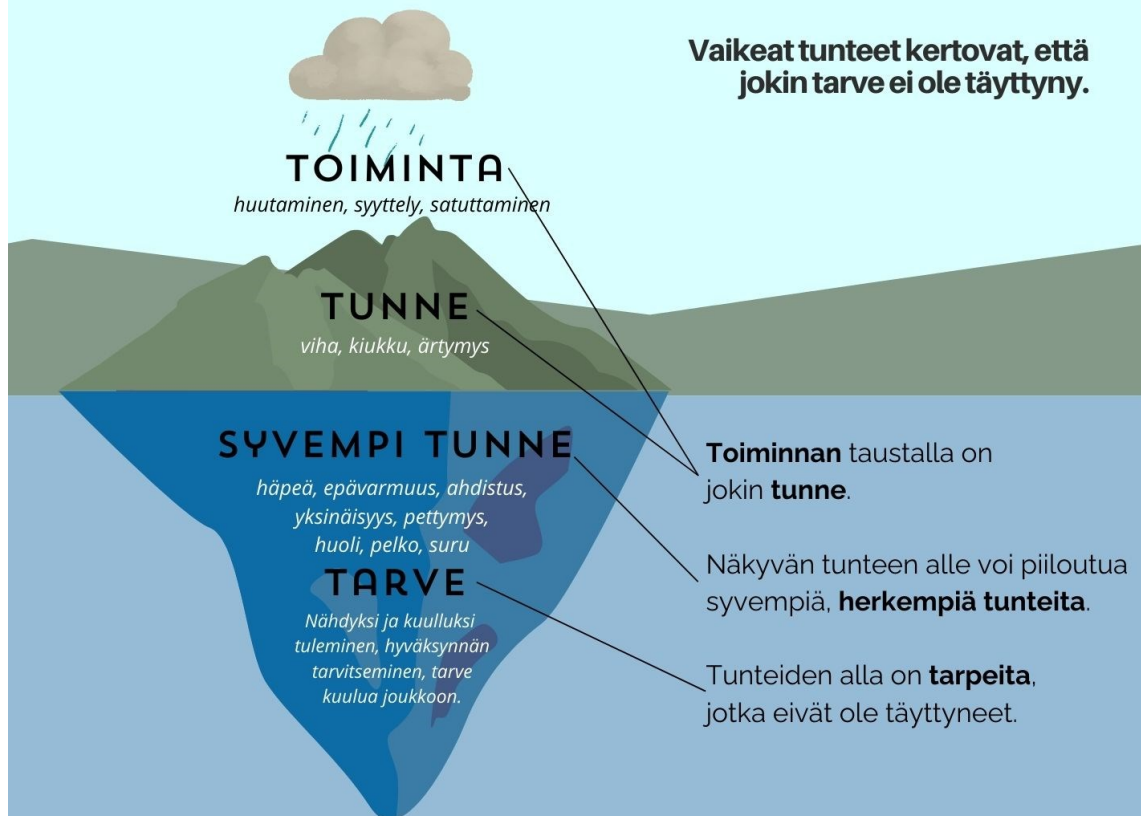 Vaikeat tunteet kertovat, että
jokin tarve ei ole täyttyny.
TOIMINTA
huutaminen, syyttely, satuttaminen
TUNNE
viha, kiukku, ärtymys
SYVEMPI TUNNE
häpeä, epävarmuus, ahdistus,
yksinäisyys, pettymys,
huoli, pelko, suru
TARVE
Nähdyksi ja kuulluksi
tuleminen, hyväksynnän
tarvitseminen, tarve
kuulua joukkoon.
Toiminnan taustalla on
jokin tunne.
Näkyvän tunteen alle voi piiloutua
syvempiä, herkempiä tunteita.
Tunteiden alla on tarpeita,
jotka eivät ole täyttyneet.